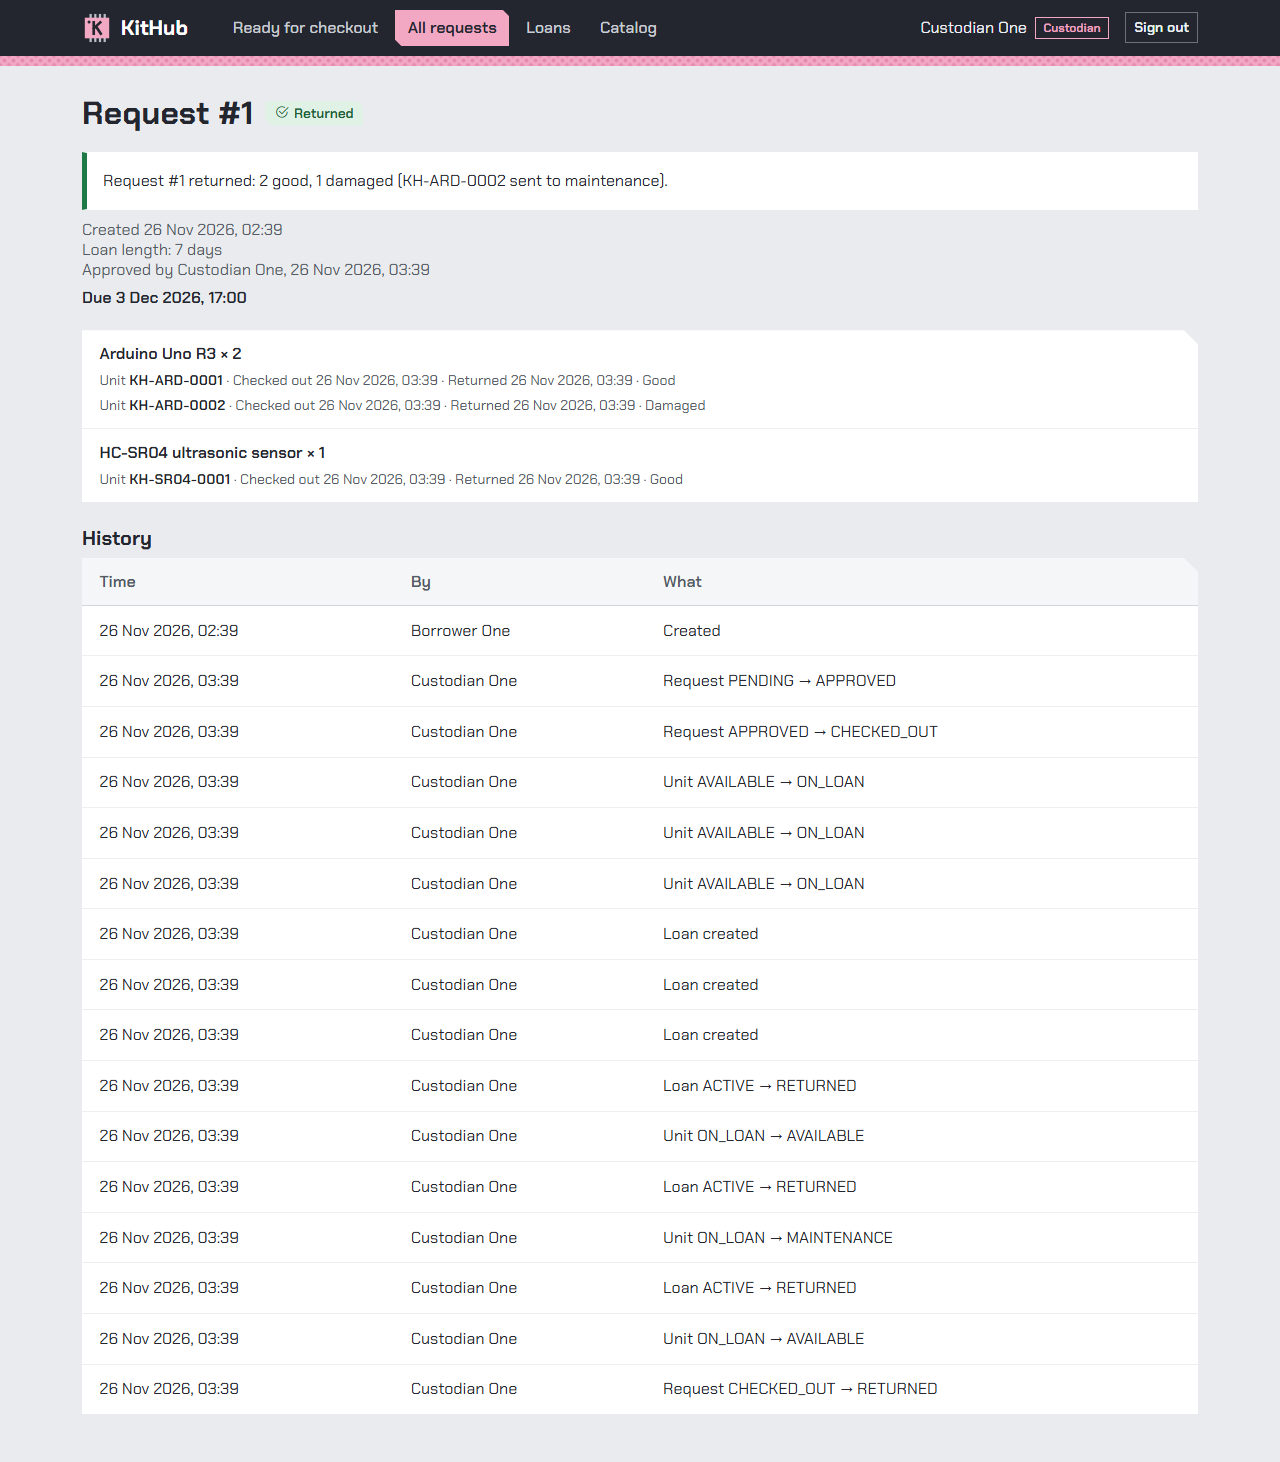 K KitHub Ready for checkout All requests Loans Catalog Custodian One Custodian Sign out
Request #1 Returned
Request #1 returned: 2 good, 1 damaged (KH-ARD-0002 sent to maintenance).
Created 26 Nov 2026, 02:39
Loan length: 7 days
Approved by Custodian One, 26 Nov 2026, 03:39
Due 3 Dec 2026, 17:00
Arduino Uno R3 × 2
Unit KH-ARD-0001 · Checked out 26 Nov 2026, 03:39 · Returned 26 Nov 2026, 03:39 · Good
Unit KH-ARD-0002 · Checked out 26 Nov 2026, 03:39 · Returned 26 Nov 2026, 03:39 · Damaged
HC-SR04 ultrasonic sensor × 1
Unit KH-SR04-0001 · Checked out 26 Nov 2026, 03:39 · Returned 26 Nov 2026, 03:39 · Good
History
Time By What
26 Nov 2026, 02:39 Borrower One Created
26 Nov 2026, 03:39 Custodian One Request PENDING → APPROVED
26 Nov 2026, 03:39 Custodian One Request APPROVED → CHECKED_OUT
26 Nov 2026, 03:39 Custodian One Unit AVAILABLE → ON_LOAN
26 Nov 2026, 03:39 Custodian One Unit AVAILABLE → ON_LOAN
26 Nov 2026, 03:39 Custodian One Unit AVAILABLE → ON_LOAN
26 Nov 2026, 03:39 Custodian One Loan created
26 Nov 2026, 03:39 Custodian One Loan created
26 Nov 2026, 03:39 Custodian One Loan created
26 Nov 2026, 03:39 Custodian One Loan ACTIVE → RETURNED
26 Nov 2026, 03:39 Custodian One Unit ON_LOAN → AVAILABLE
26 Nov 2026, 03:39 Custodian One Loan ACTIVE → RETURNED
26 Nov 2026, 03:39 Custodian One Unit ON_LOAN → MAINTENANCE
26 Nov 2026, 03:39 Custodian One Loan ACTIVE → RETURNED
26 Nov 2026, 03:39 Custodian One Unit ON_LOAN → AVAILABLE
26 Nov 2026, 03:39 Custodian One Request CHECKED_OUT → RETURNED